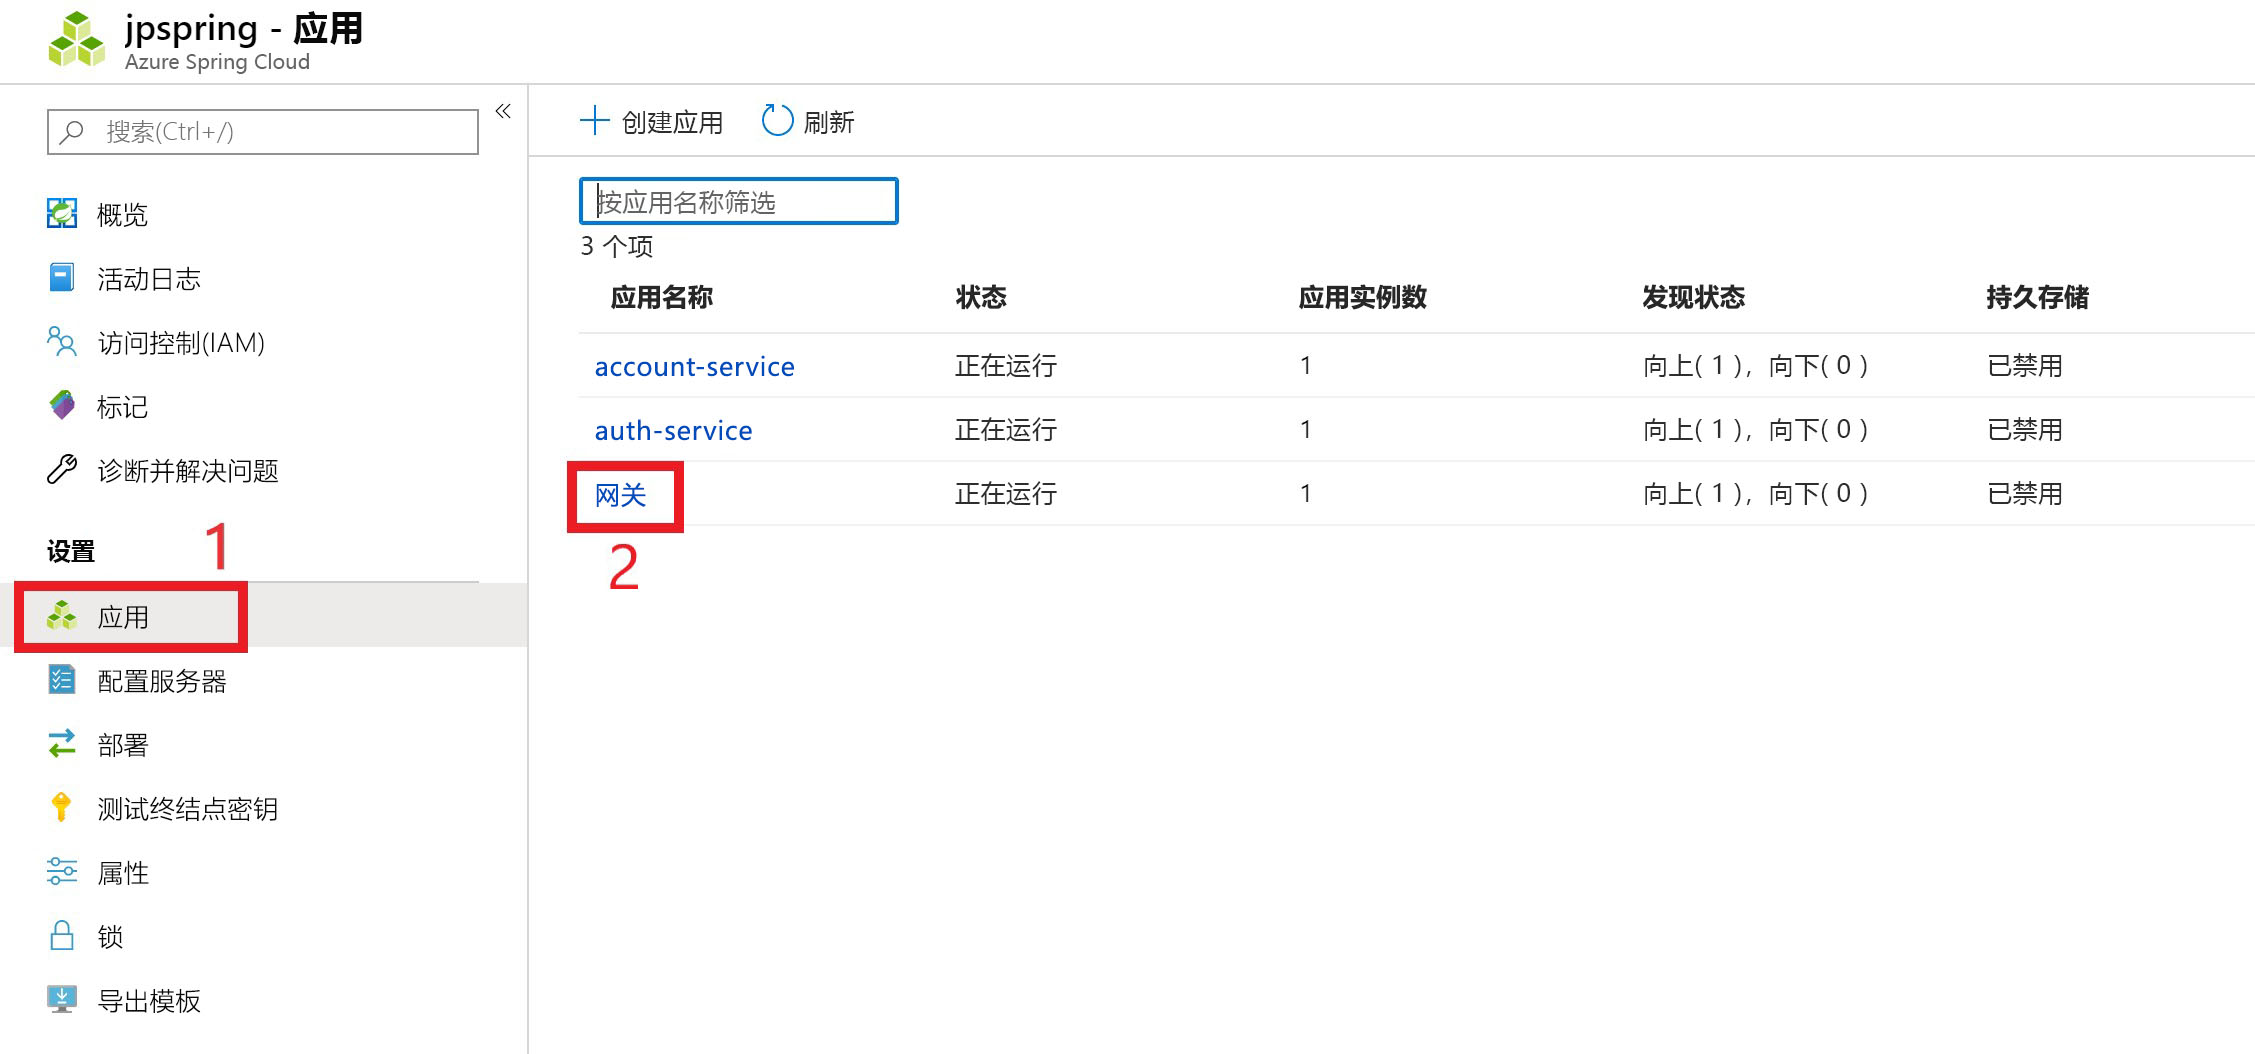 jpspring - 应用
Azure Spring Cloud
搜索(Ctrl+/)
«
概览
活动日志
访问控制(IAM)
标记
诊断并解决问题
设置
1
应用
配置服务器
部署
测试终结点密钥
属性
锁
导出模板
创建应用 刷新
按应用名称筛选
3 个项
应用名称 状态 应用实例数 发现状态 持久存储
account-service 正在运行 1 向上( 1 )，向下( 0 ) 已禁用
auth-service 正在运行 1 向上( 1 )，向下( 0 ) 已禁用
网关 正在运行 1 向上( 1 )，向下( 0 ) 已禁用
2